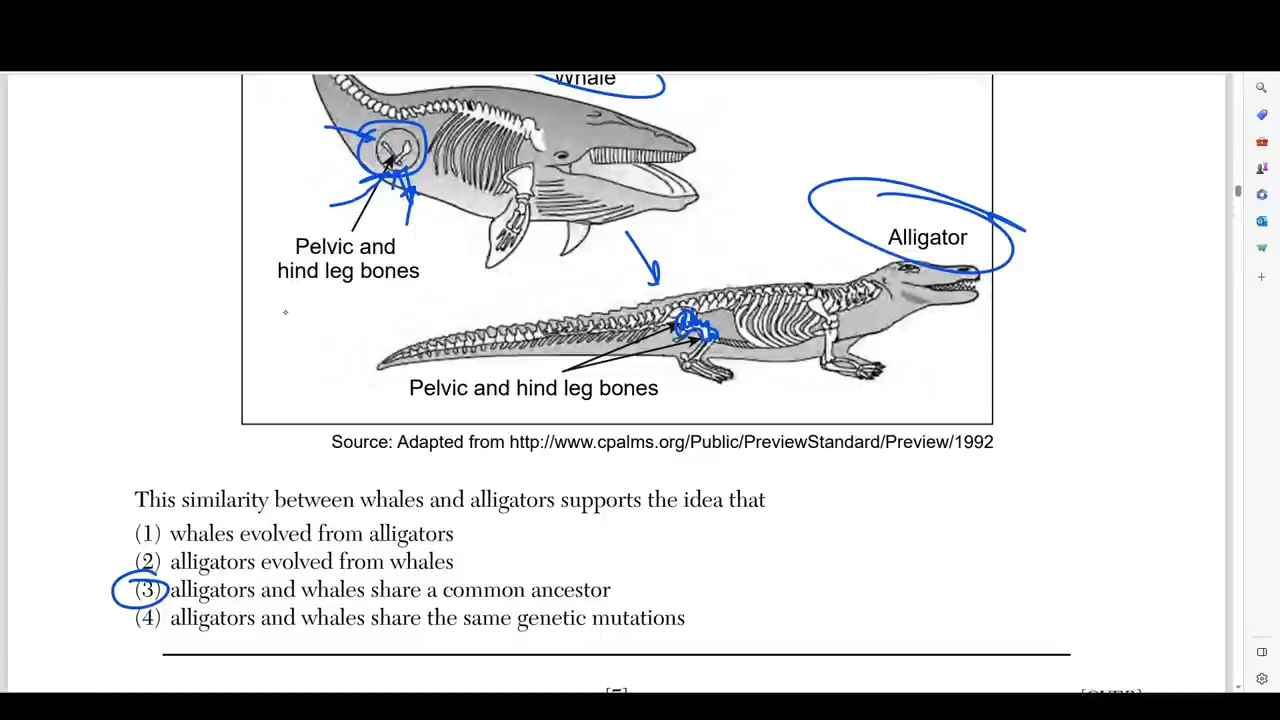 Whale
Alligator
Pelvic and
hind leg bones
Pelvic and hind leg bones
Source: Adapted from http://www.cpalms.org/Public/PreviewStandard/Preview/1992
This similarity between whales and alligators supports the idea that
(1) whales evolved from alligators
(2) alligators evolved from whales
(3) alligators and whales share a common ancestor
(4) alligators and whales share the same genetic mutations